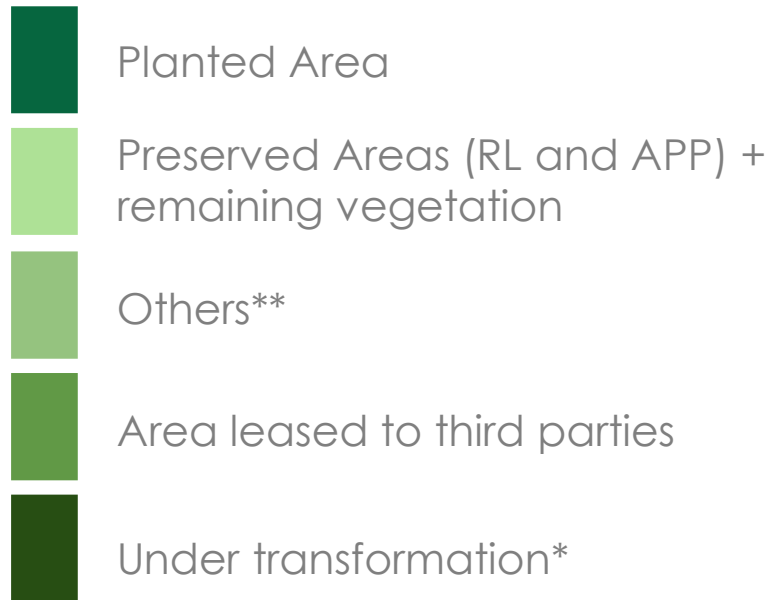 Planted Area
Preserved Areas (RL and APP) +
remaining vegetation
Others**
Area leased to third parties
Under transformation*